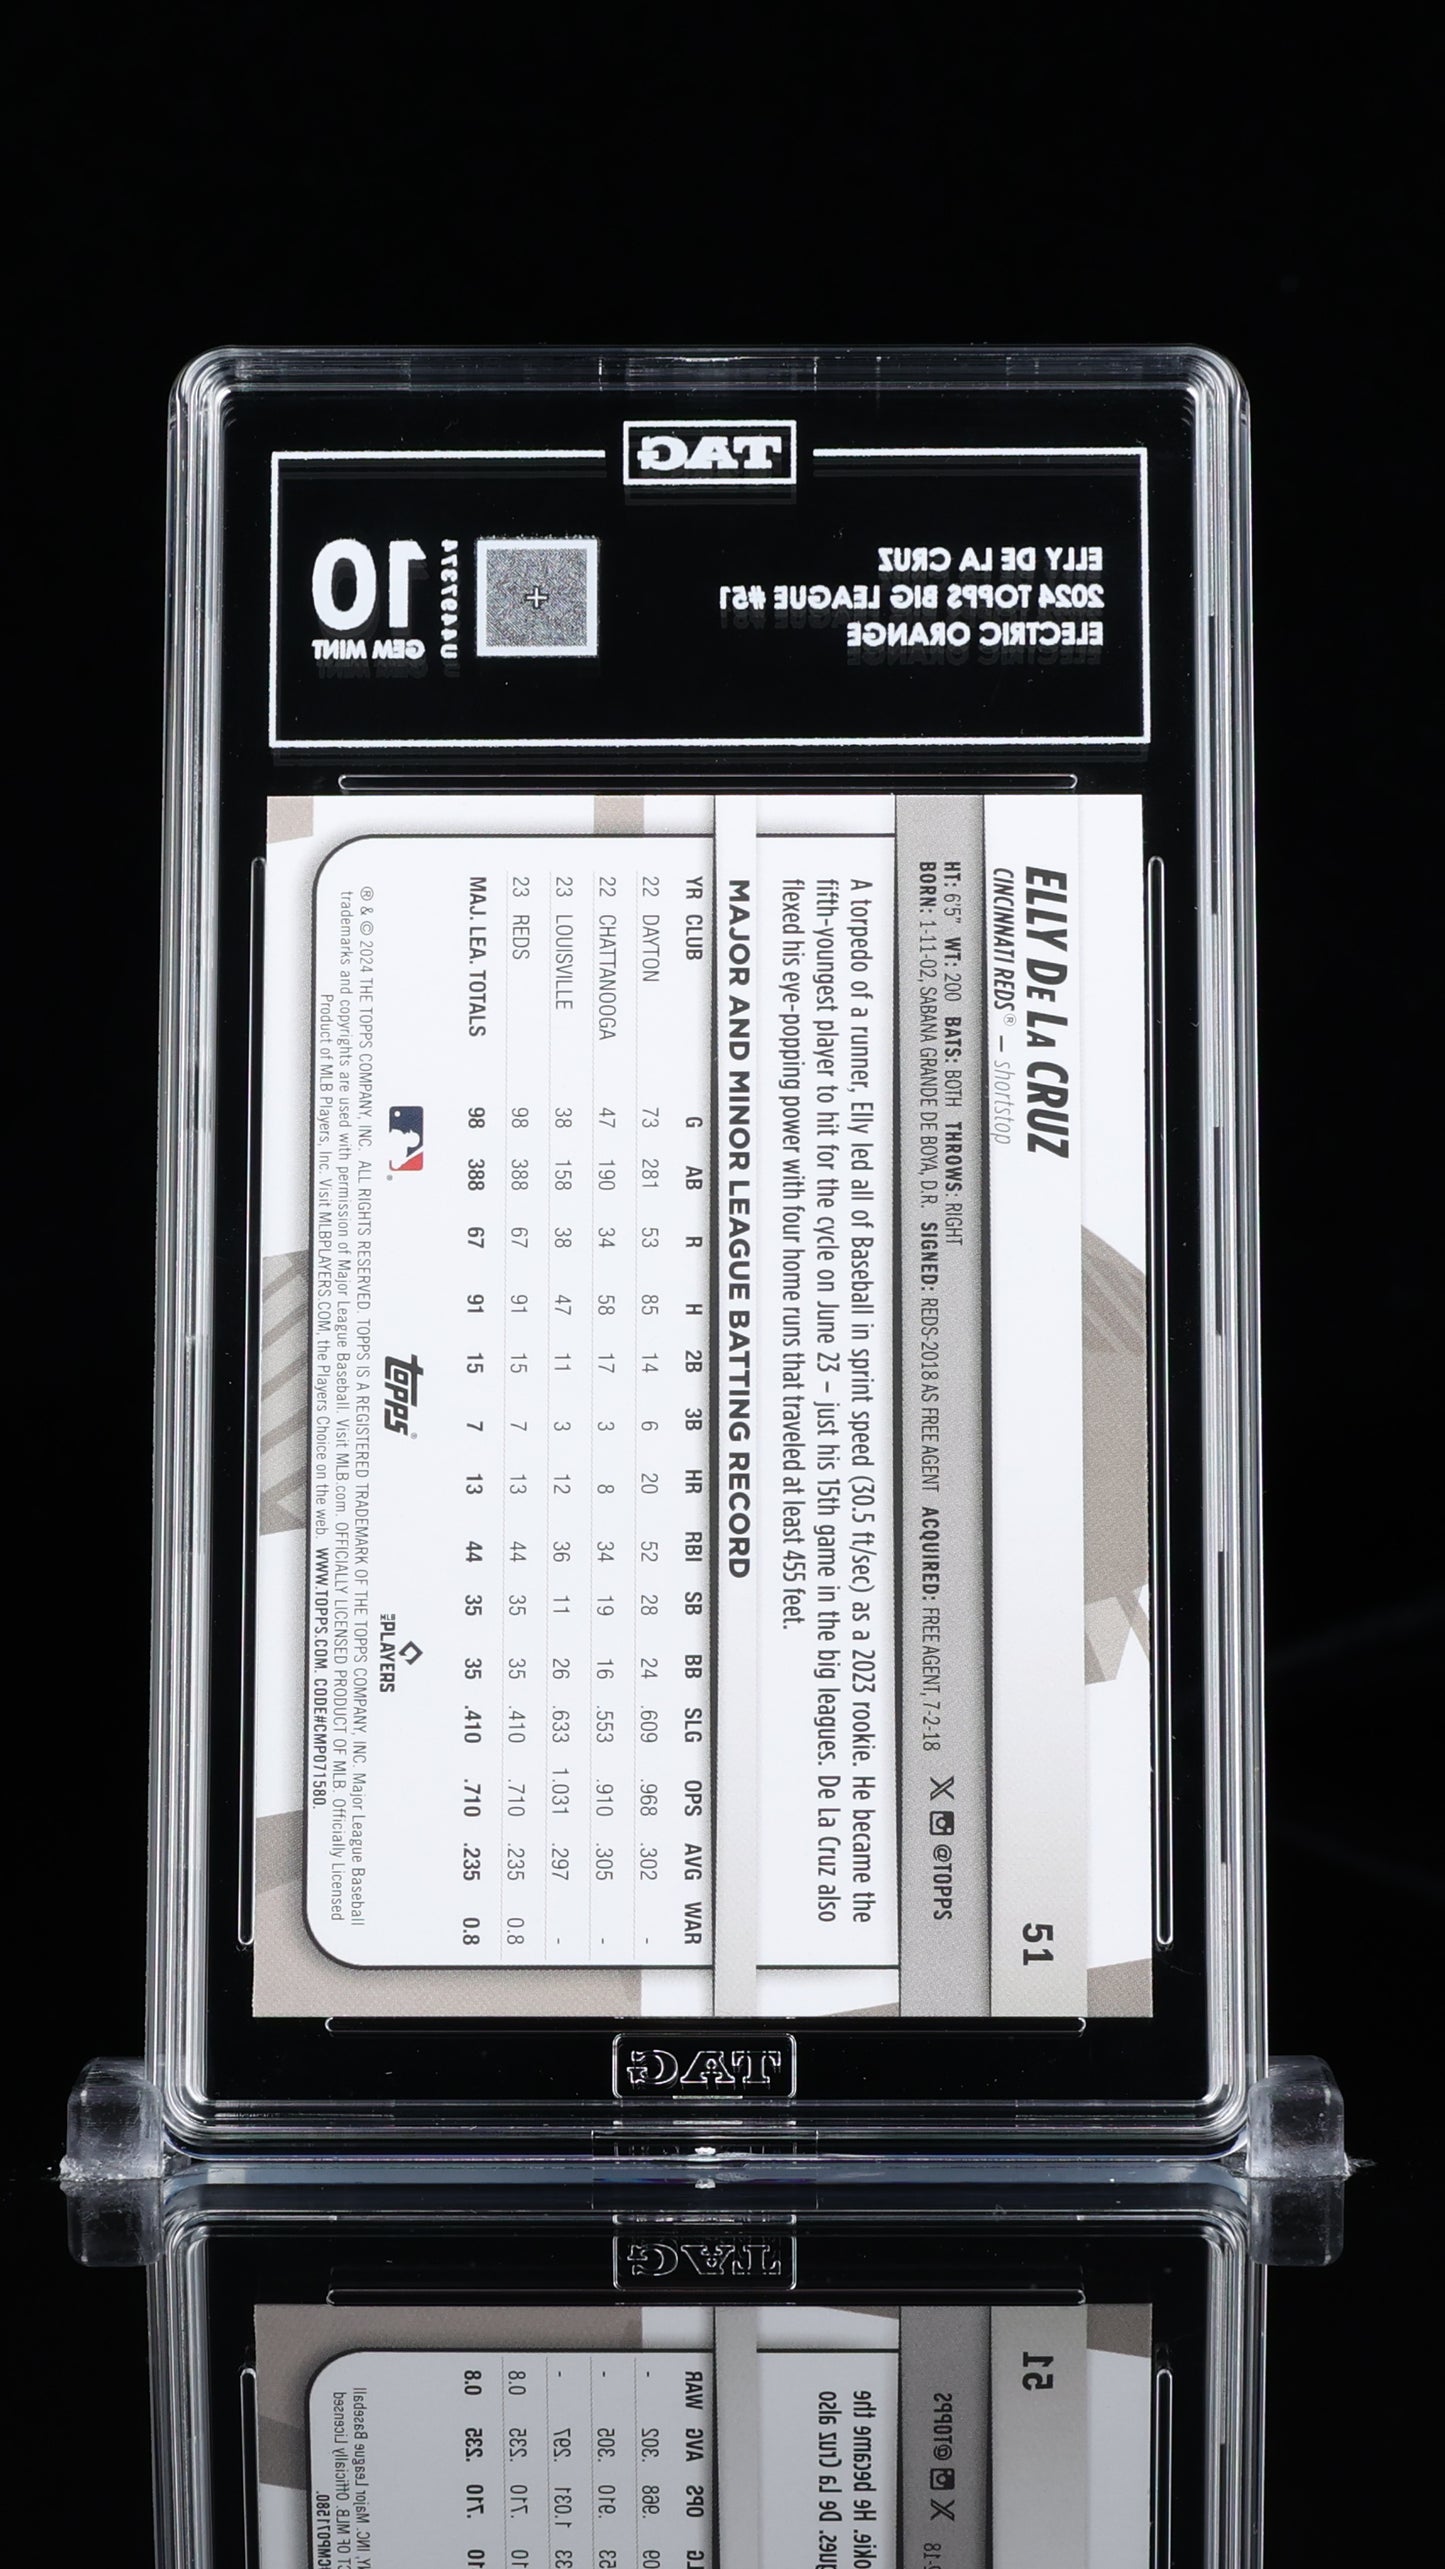 TAG
ELLY DE LA CRUZ
2024 TOPPS BIG LEAGUE #51
ELECTRIC ORANGE
10
GEM MINT
ELLY DE LA CRUZ
51
CINCINNATI REDS® – shortstop
HT: 6'5" WT: 200 BATS: BOTH THROWS: RIGHT
BORN: 1-11-02, SABANA GRANDE DE BOYA, D.R. SIGNED: REDS-2018 AS FREE AGENT ACQUIRED: FREE AGENT, 7-2-18
@TOPPS
A torpedo of a runner, Elly led all of Baseball in sprint speed (30.5 ft/sec) as a 2023 rookie. He became the
fifth-youngest player to hit for the cycle on June 23 – just his 15th game in the big leagues. De La Cruz also
flexed his eye-popping power with four home runs that traveled at least 455 feet.
MAJOR AND MINOR LEAGUE BATTING RECORD
YR CLUB G AB R H 2B 3B HR RBI SB BB SLG OPS AVG WAR
22 DAYTON 73 281 53 85 14 6 20 52 28 24 .609 .968 .302 -
22 CHATTANOOGA 47 190 34 58 17 3 8 34 19 16 .553 .910 .305 -
23 LOUISVILLE 38 158 38 47 11 3 12 36 11 26 .633 1.031 .297 -
23 REDS 98 388 67 91 15 7 13 44 35 35 .410 .710 .235 0.8
MAJ. LEA. TOTALS 98 388 67 91 15 7 13 44 35 35 .410 .710 .235 0.8
topps®
MLB PLAYERS
® & © 2024 THE TOPPS COMPANY, INC. ALL RIGHTS RESERVED. TOPPS IS A REGISTERED TRADEMARK OF THE TOPPS COMPANY, INC. Major League Baseball
trademarks and copyrights are used with permission of Major League Baseball. Visit MLB.com. OFFICIALLY LICENSED PRODUCT OF MLB. Officially Licensed
Product of MLB Players, Inc. Visit MLBPLAYERS.COM, the Players Choice on the web. WWW.TOPPS.COM. CODE#CMP071580.
TAG